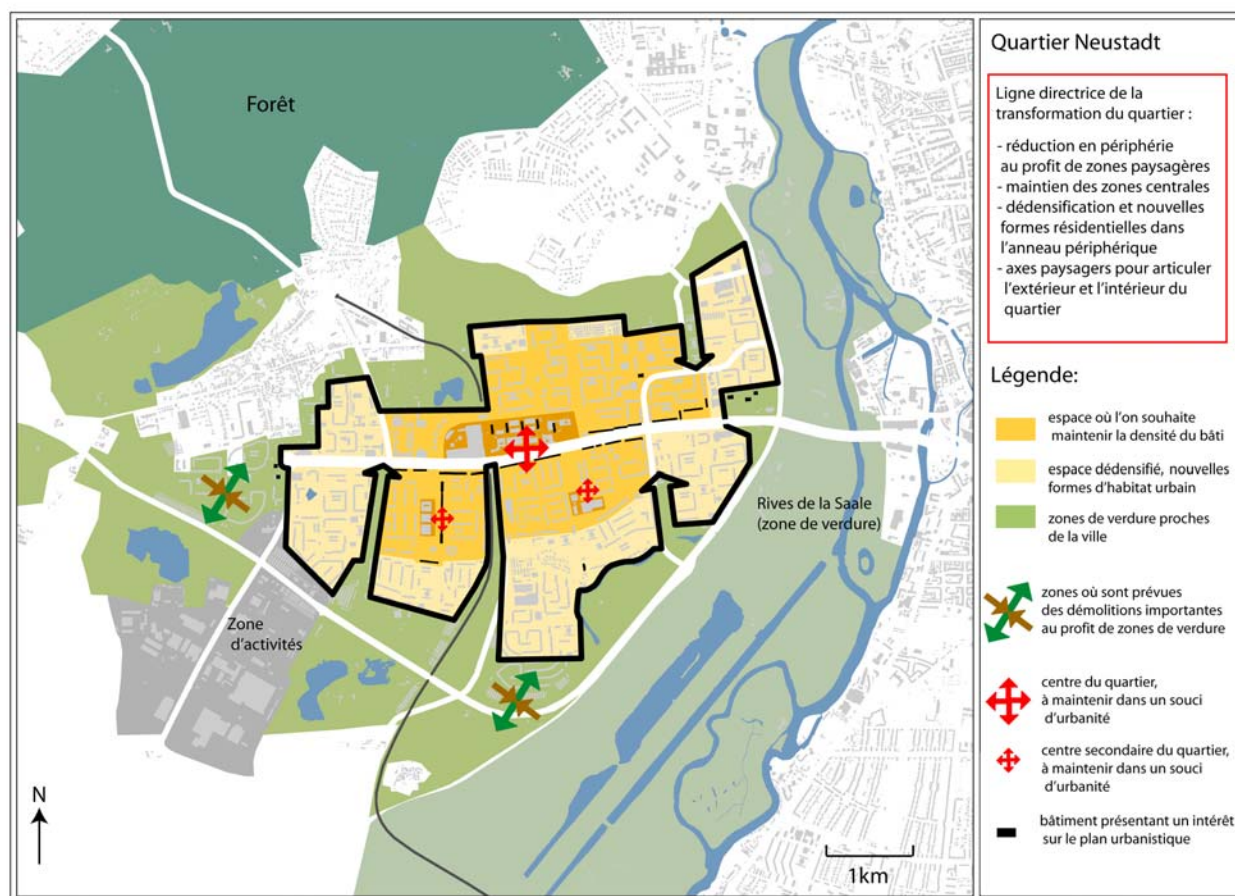 Forêt
Zone
d'activités
Rives de la Saale
(zone de verdure)
N
1km
Quartier Neustadt
Ligne directrice de la
transformation du quartier :
- réduction en périphérie
au profit de zones paysagères
- maintien des zones centrales
- dédensification et nouvelles
formes résidentielles dans
l'anneau périphérique
- axes paysagers pour articuler
l'extérieur et l'intérieur du
quartier
Légende:
espace où l'on souhaite
maintenir la densité du bâti
espace dédensifié, nouvelles
formes d'habitat urbain
zones de verdure proches
de la ville
zones où sont prévues
des démolitions importantes
au profit de zones de verdure
centre du quartier,
à maintenir dans un souci
d'urbanité
centre secondaire du quartier,
à maintenir dans un souci
d'urbanité
bâtiment présentant un intérêt
sur le plan urbanistique